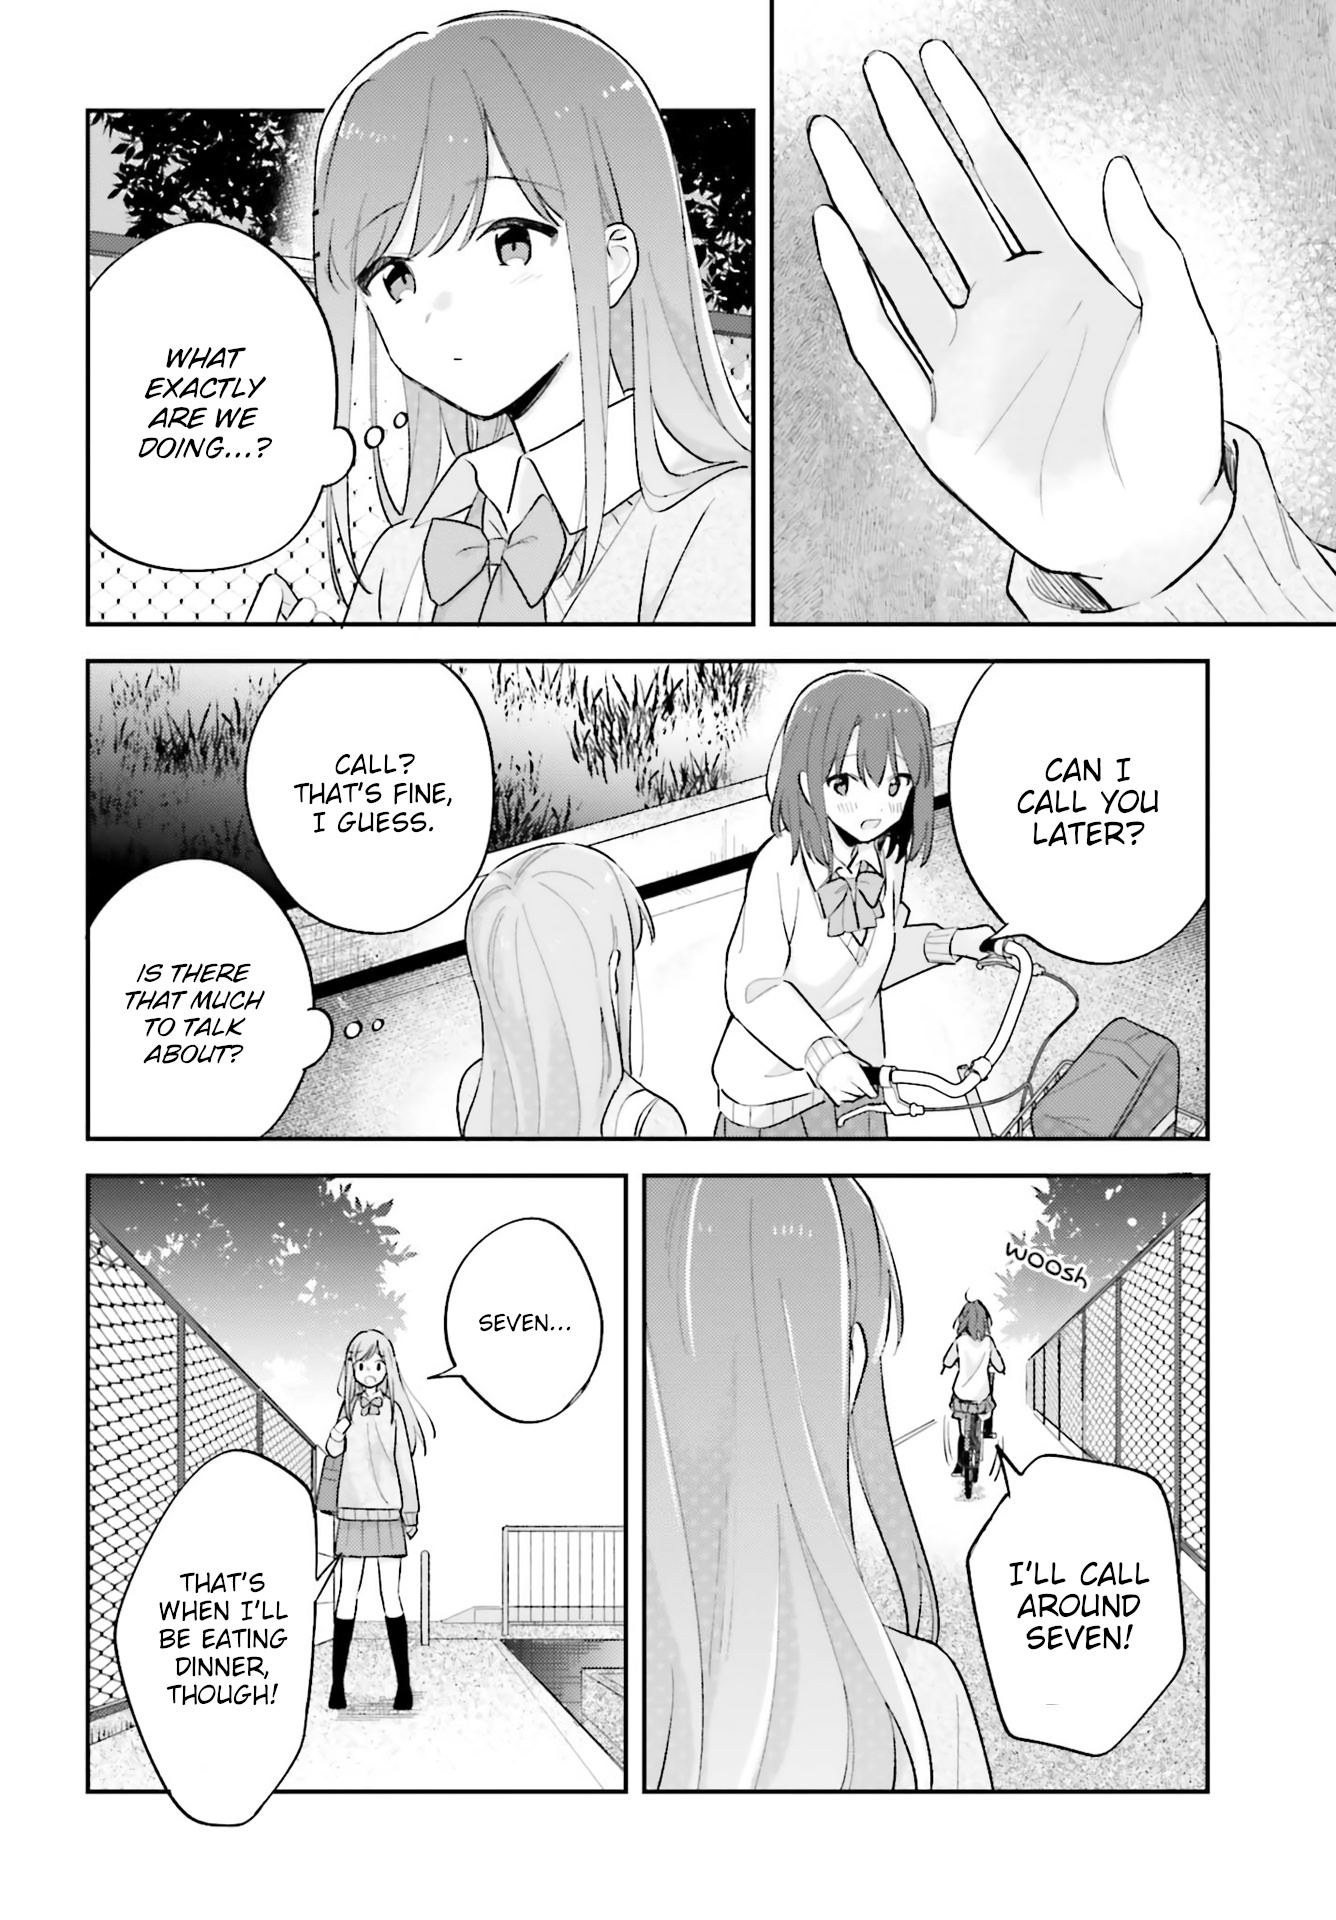 WHAT
EXACTLY
ARE WE
DOING...?
CAN I
CALL YOU
LATER?
CALL?
THAT'S FINE,
I GUESS.
IS THERE
THAT MUCH
TO TALK
ABOUT?
WOOSH
I'LL CALL
AROUND
SEVEN!
SEVEN...
THAT'S
WHEN I'LL
BE EATING
DINNER,
THOUGH!